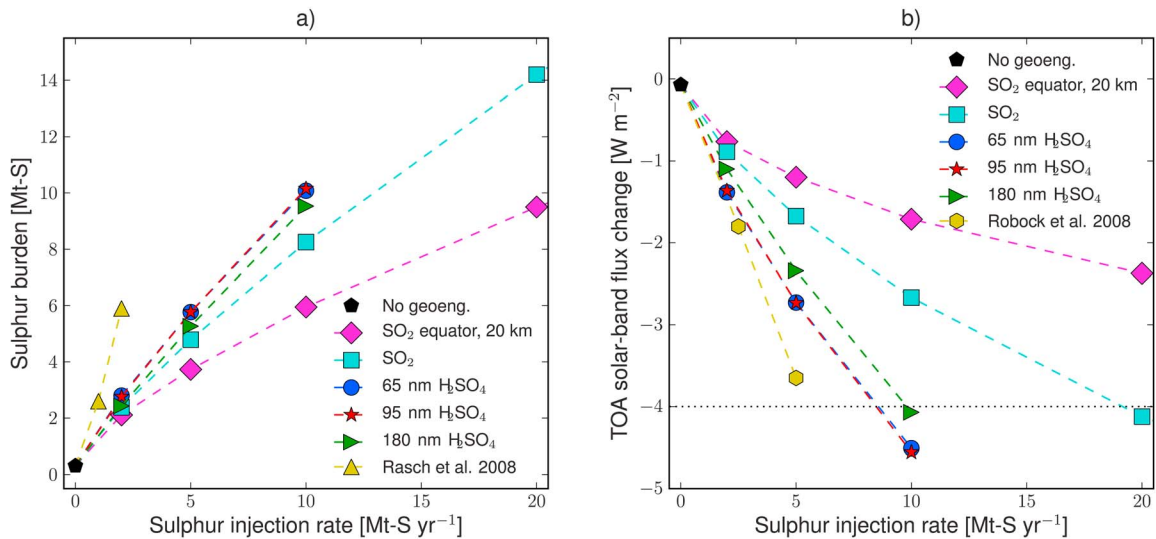 a)
Sulphur burden [Mt-S]
14
12
10
8
6
4
2
0
No geoeng.
SO₂ equator, 20 km
SO₂
65 nm H₂SO₄
95 nm H₂SO₄
180 nm H₂SO₄
Rasch et al. 2008
0 5 10 15 20
Sulphur injection rate [Mt-S yr⁻¹]
b)
TOA solar-band flux change [W m⁻²]
0
−1
−2
−3
−4
−5
No geoeng.
SO₂ equator, 20 km
SO₂
65 nm H₂SO₄
95 nm H₂SO₄
180 nm H₂SO₄
Robock et al. 2008
0 5 10 15 20
Sulphur injection rate [Mt-S yr⁻¹]